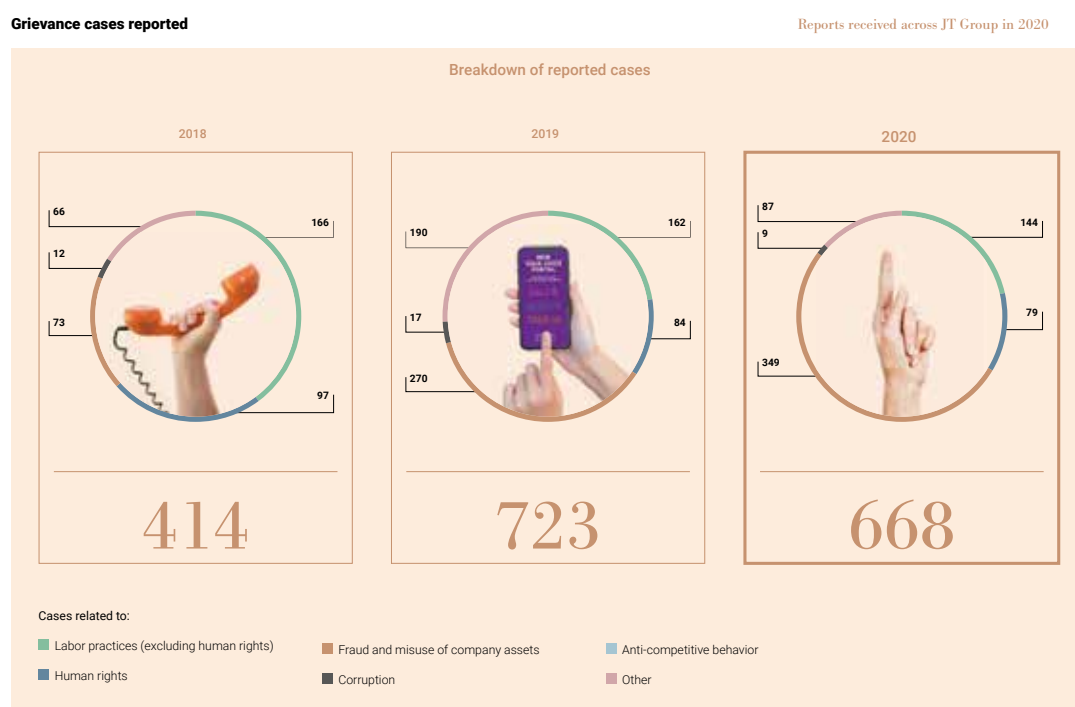 Grievance cases reported
Reports received across JT Group in 2020
Breakdown of reported cases
2018
66
166
12
73
97
414
2019
190
162
17
84
270
723
2020
87
144
9
79
349
668
Cases related to:
Labor practices (excluding human rights)
Human rights
Fraud and misuse of company assets
Corruption
Anti-competitive behavior
Other